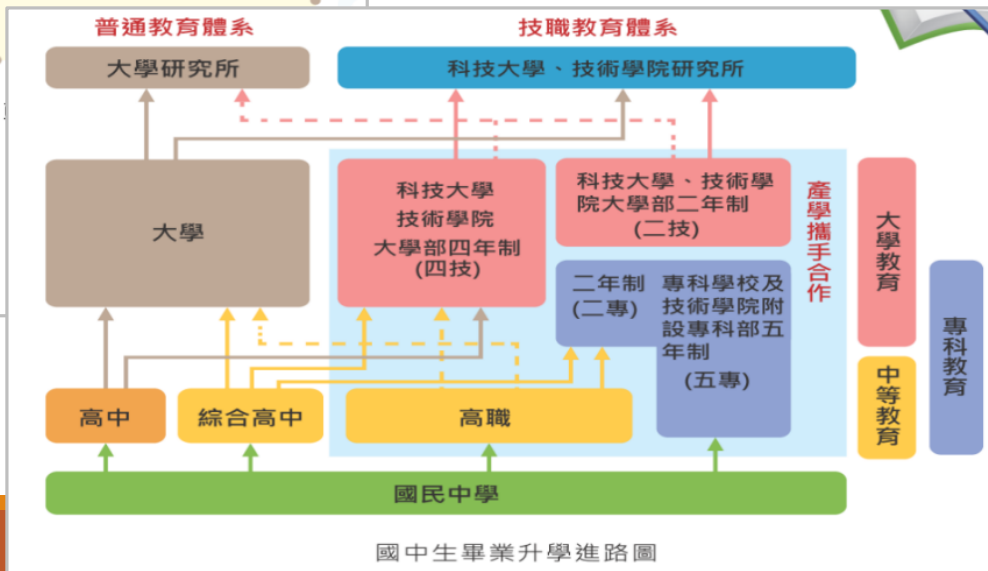 普通教育體系
技職教育體系
大學研究所
科技大學、技術學院研究所
大學
科技大學
技術學院
大學部四年制
(四技)
科技大學、技術學
院大學部二年制
(二技)
產學攜手合作
大學教育
二年制
(二專)
專科學校及
技術學院附
設專科部五
年制
(五專)
專科教育
中等教育
高中
綜合高中
高職
國民中學
國中生畢業升學進路圖